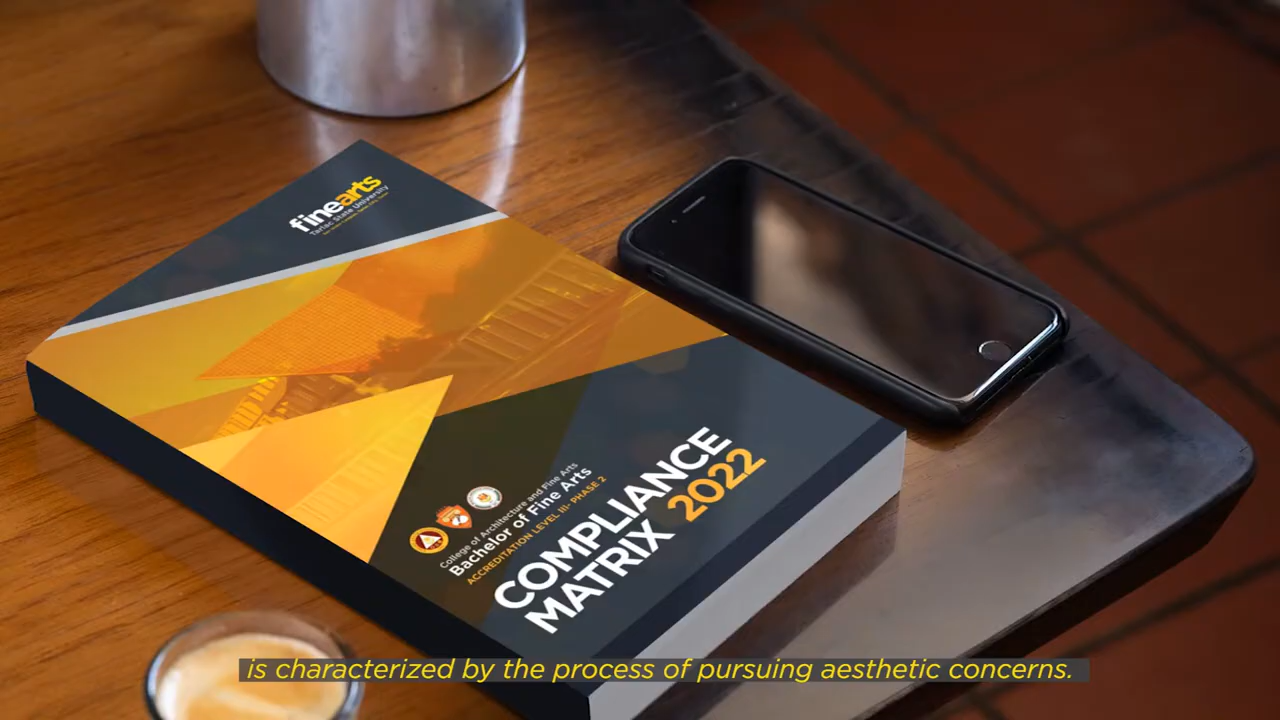 finearts
Tarlac State University
College of Architecture and Fine Arts
Bachelor of Fine Arts
ACCREDITATION LEVEL III- PHASE 2
COMPLIANCE
MATRIX 2022
is characterized by the process of pursuing aesthetic concerns.